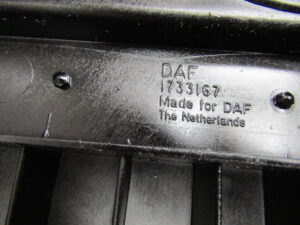 DAF
1733167
Made for DAF
The Netherlands